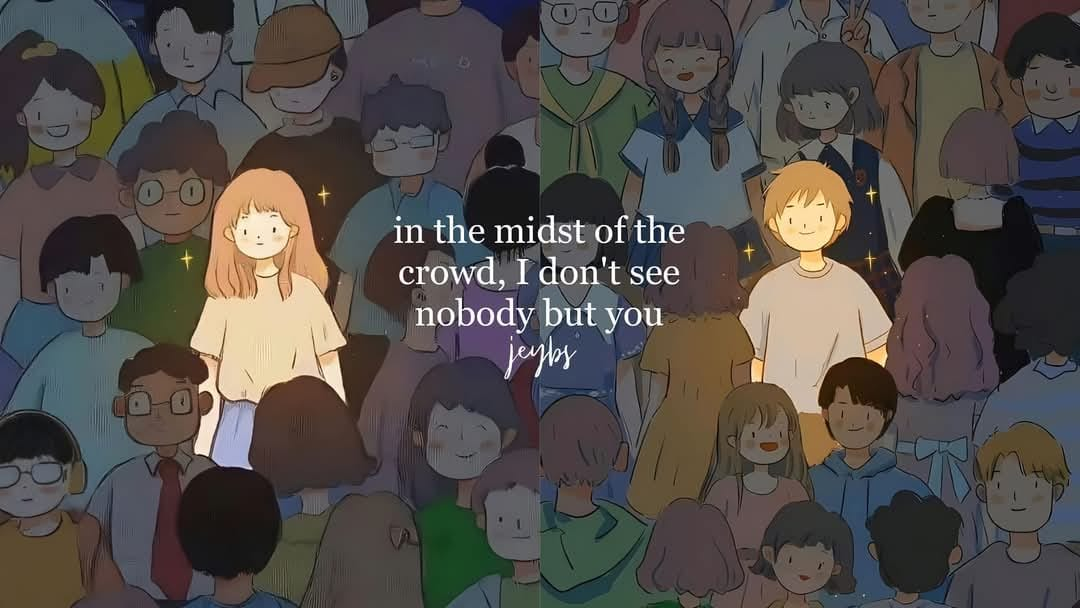 in the midst of the
crowd, I don't see
nobody but you
jeybs